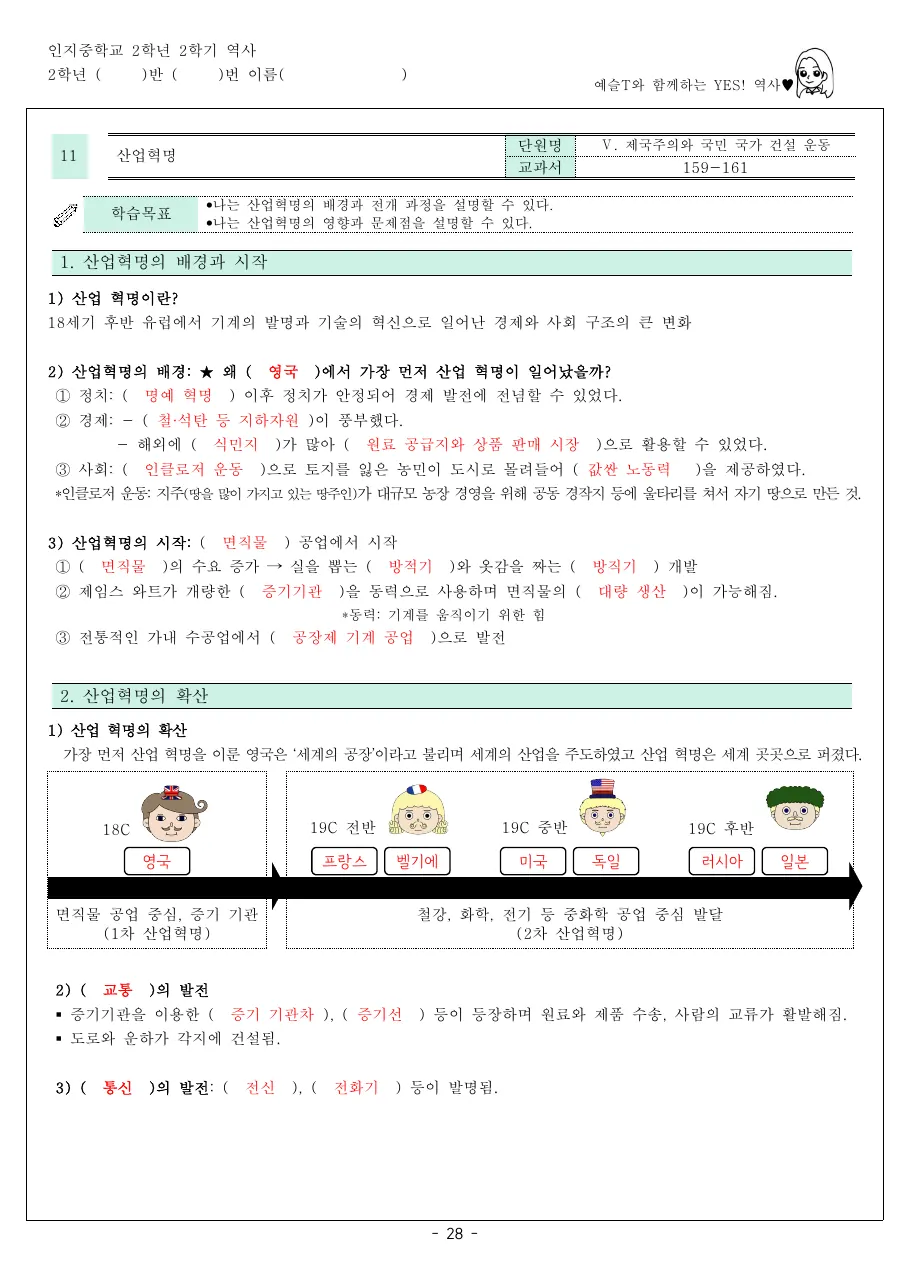 인지중학교 2학년 2학기 역사
2학년 (     )반 (     )번 이름(               )
예슬T와 함께하는 YES! 역사♥
11
산업혁명
단원명
Ⅴ. 제국주의와 국민 국가 건설 운동
교과서
159-161
학습목표
●나는 산업혁명의 배경과 전개 과정을 설명할 수 있다.
●나는 산업혁명의 영향과 문제점을 설명할 수 있다.
1. 산업혁명의 배경과 시작
1) 산업 혁명이란?
18세기 후반 유럽에서 기계의 발명과 기술의 혁신으로 일어난 경제와 사회 구조의 큰 변화
2) 산업혁명의 배경: ★ 왜 (  영국  )에서 가장 먼저 산업 혁명이 일어났을까?
① 정치: (  명예 혁명  ) 이후 정치가 안정되어 경제 발전에 전념할 수 있었다.
② 경제: - ( 철·석탄 등 지하자원 )이 풍부했다.
- 해외에 (  식민지  )가 많아 (  원료 공급지와 상품 판매 시장  )으로 활용할 수 있었다.
③ 사회: (  인클로저 운동  )으로 토지를 잃은 농민이 도시로 몰려들어 ( 값싼 노동력   )을 제공하였다.
*인클로저 운동: 지주(땅을 많이 가지고 있는 땅주인)가 대규모 농장 경영을 위해 공동 경작지 등에 울타리를 쳐서 자기 땅으로 만든 것.
3) 산업혁명의 시작: (  면직물  ) 공업에서 시작
① (  면직물  )의 수요 증가 → 실을 뽑는 (  방적기  )와 옷감을 짜는 (  방직기  ) 개발
② 제임스 와트가 개량한 (  증기기관  )을 동력으로 사용하며 면직물의 (  대량 생산  )이 가능해짐.
*동력: 기계를 움직이기 위한 힘
③ 전통적인 가내 수공업에서 (  공장제 기계 공업  )으로 발전
2. 산업혁명의 확산
1) 산업 혁명의 확산
가장 먼저 산업 혁명을 이룬 영국은 ‘세계의 공장’이라고 불리며 세계의 산업을 주도하였고 산업 혁명은 세계 곳곳으로 퍼졌다.
18C
19C 전반
19C 중반
19C 후반
영국
프랑스
벨기에
미국
독일
러시아
일본
면직물 공업 중심, 증기 기관
(1차 산업혁명)
철강, 화학, 전기 등 중화학 공업 중심 발달
(2차 산업혁명)
2) (  교통  )의 발전
▪ 증기기관을 이용한 (  증기 기관차  ), ( 증기선  ) 등이 등장하며 원료와 제품 수송, 사람의 교류가 활발해짐.
▪ 도로와 운하가 각지에 건설됨.
3) (  통신  )의 발전: (  전신  ), (  전화기  ) 등이 발명됨.
- 28 -